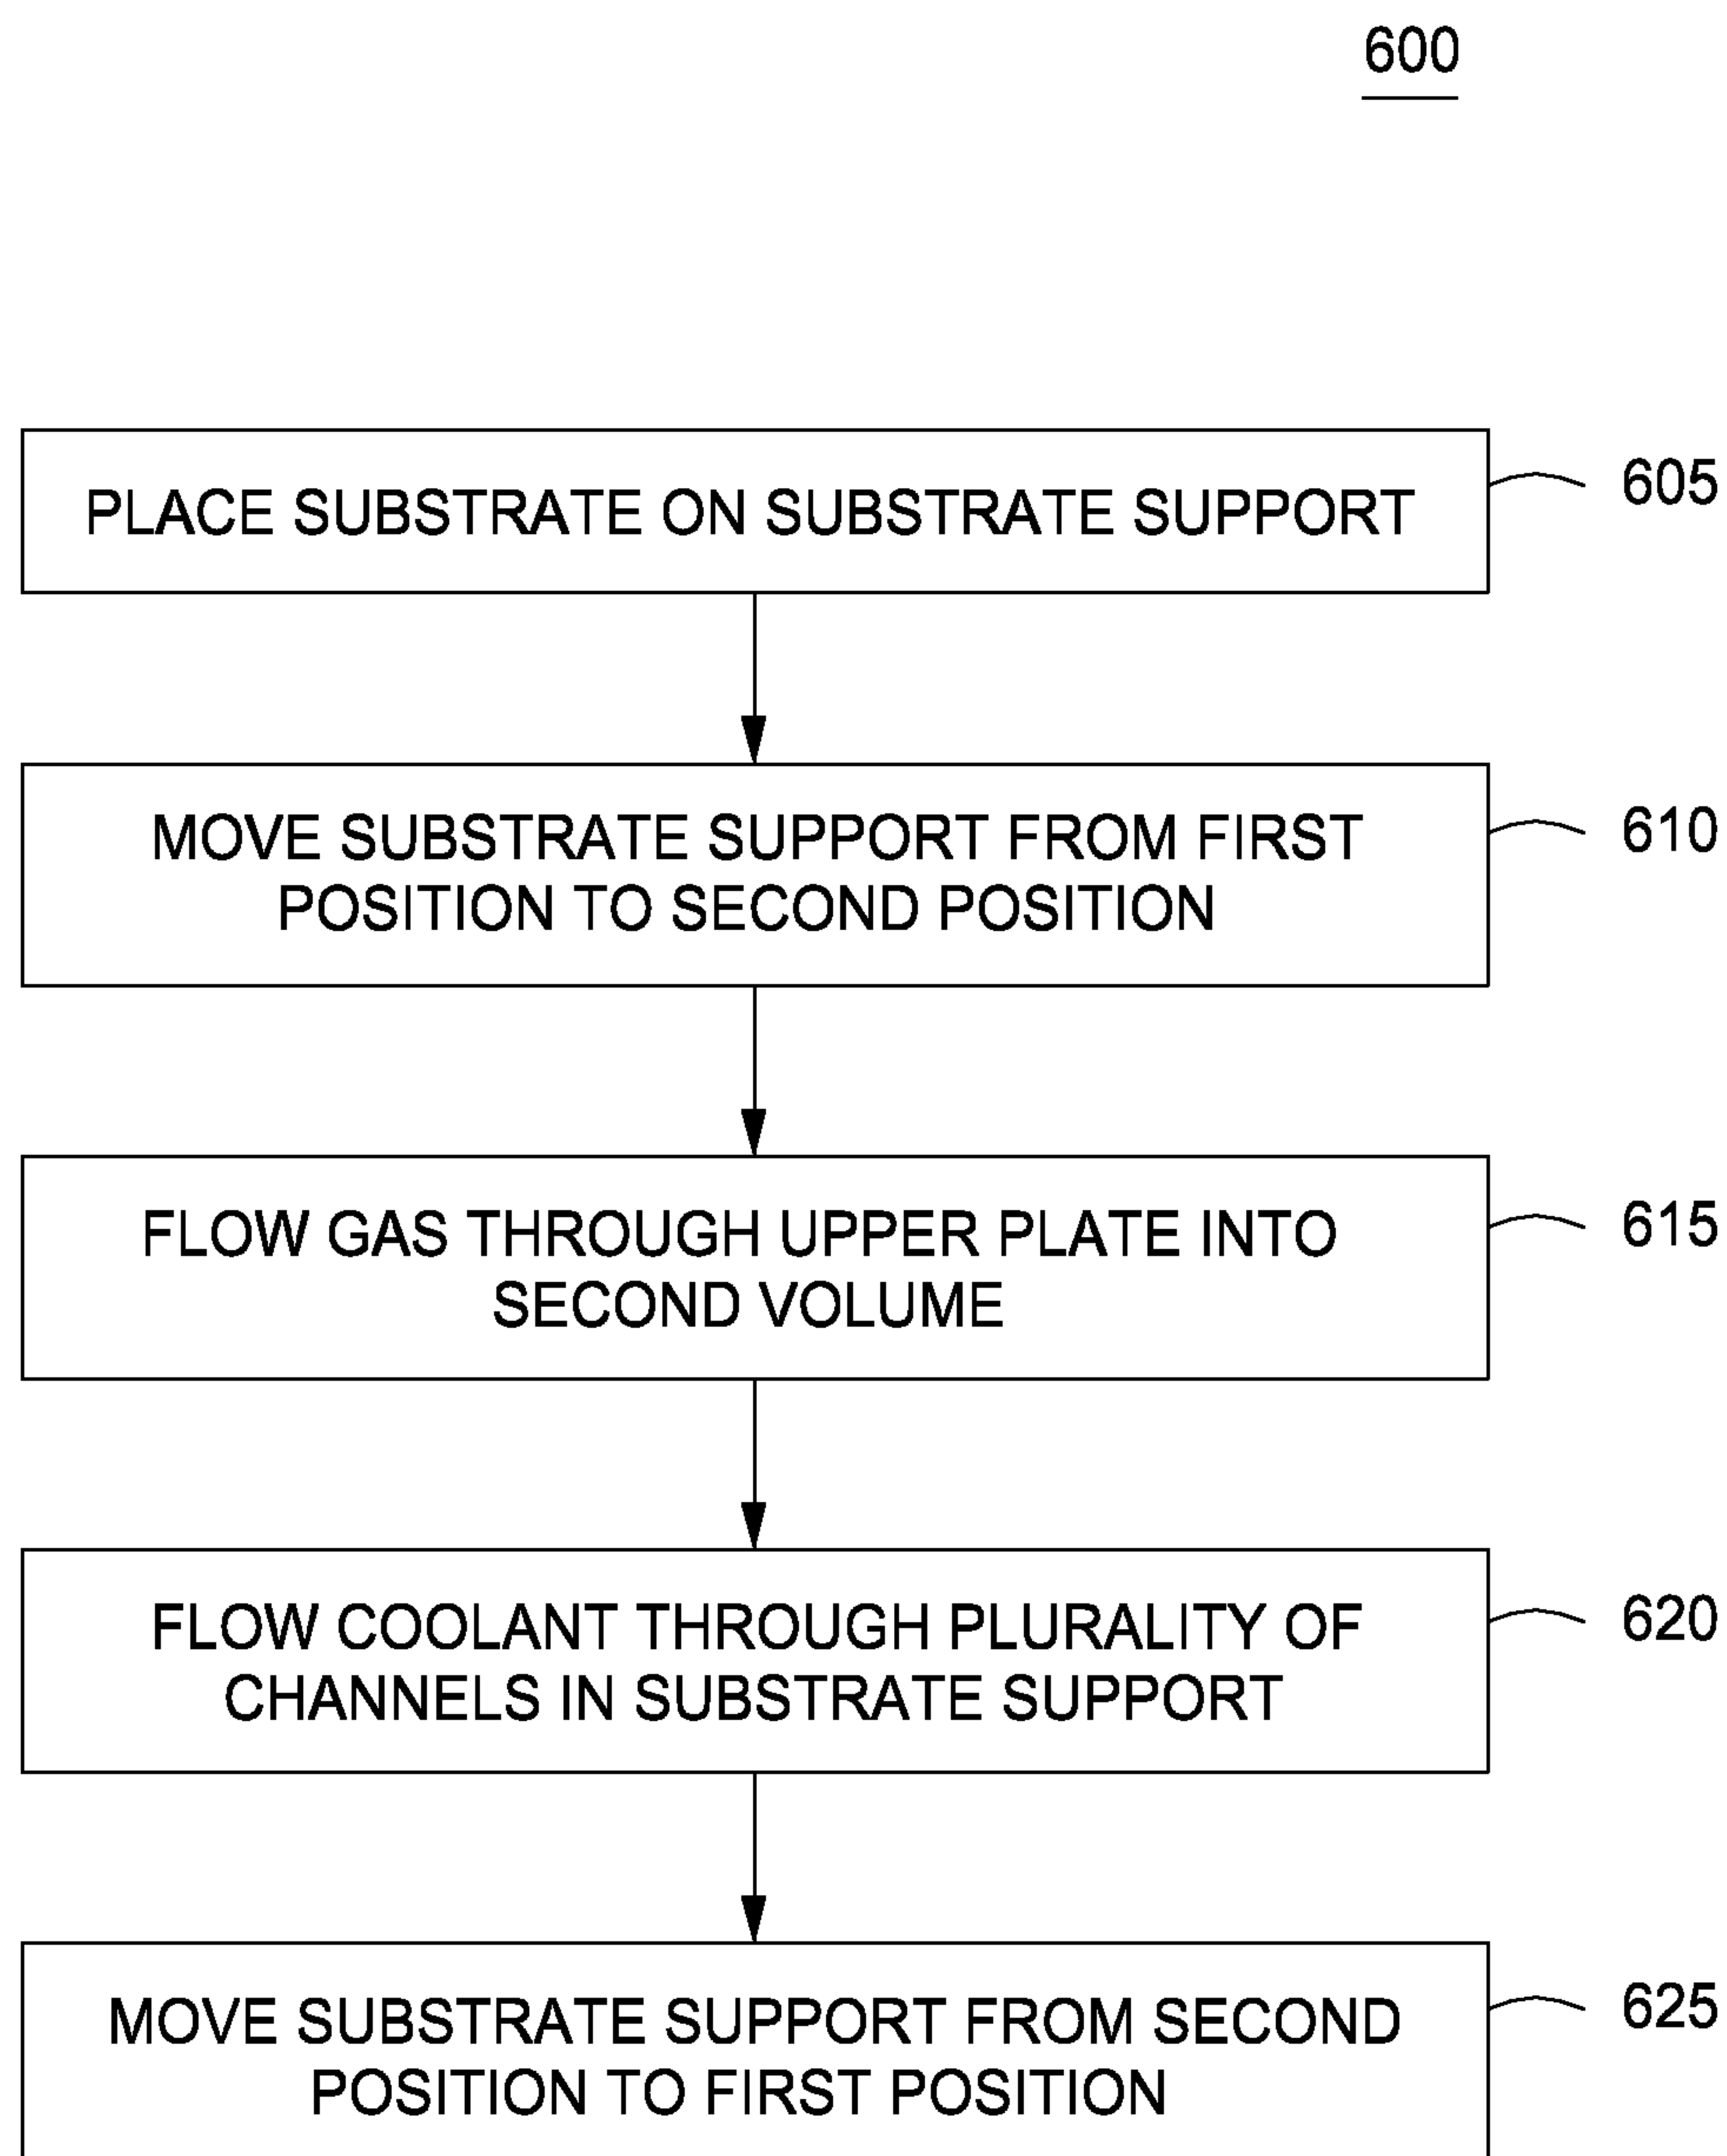 600
PLACE SUBSTRATE ON SUBSTRATE SUPPORT
605
MOVE SUBSTRATE SUPPORT FROM FIRST
POSITION TO SECOND POSITION
610
FLOW GAS THROUGH UPPER PLATE INTO
SECOND VOLUME
615
FLOW COOLANT THROUGH PLURALITY OF
CHANNELS IN SUBSTRATE SUPPORT
620
MOVE SUBSTRATE SUPPORT FROM SECOND
POSITION TO FIRST POSITION
625